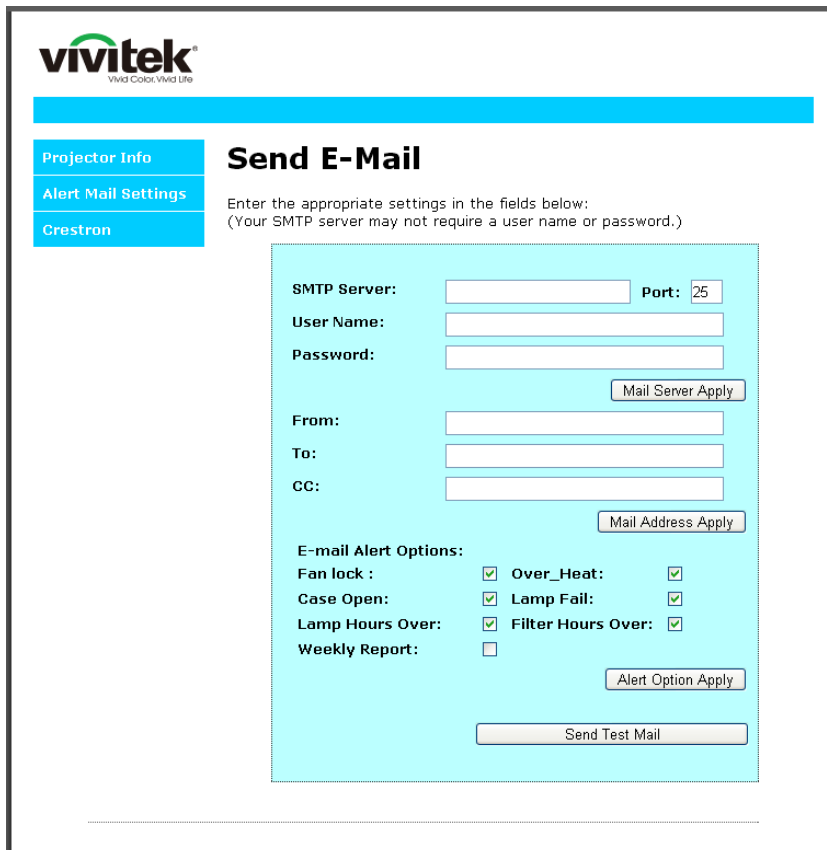 vivitek®
Vivid Color, Vivid Life
Projector Info
Alert Mail Settings
Crestron
Send E-Mail
Enter the appropriate settings in the fields below:
(Your SMTP server may not require a user name or password.)
SMTP Server: Port: 25
User Name:
Password:
Mail Server Apply
From:
To:
CC:
Mail Address Apply
E-mail Alert Options:
Fan lock : Over_Heat:
Case Open: Lamp Fail:
Lamp Hours Over: Filter Hours Over:
Weekly Report:
Alert Option Apply
Send Test Mail